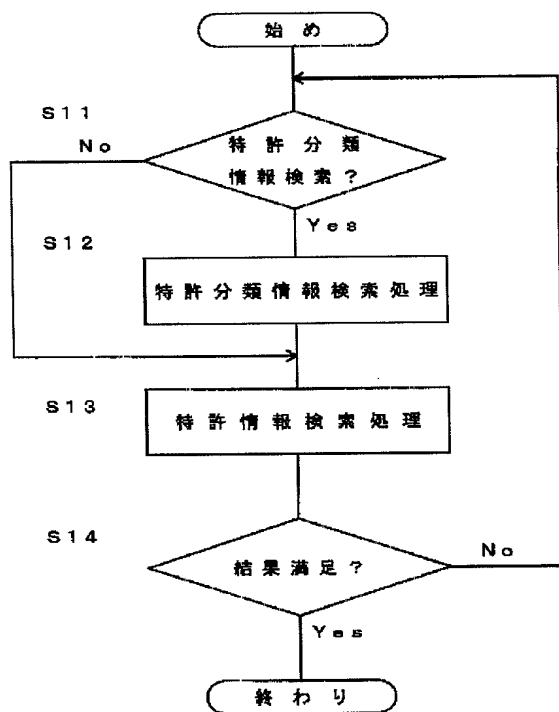 始め
S11
No
特許分類
情報検索？
Yes
S12
特許分類情報検索処理
S13
特許情報検索処理
S14
結果満足？
No
Yes
終わり